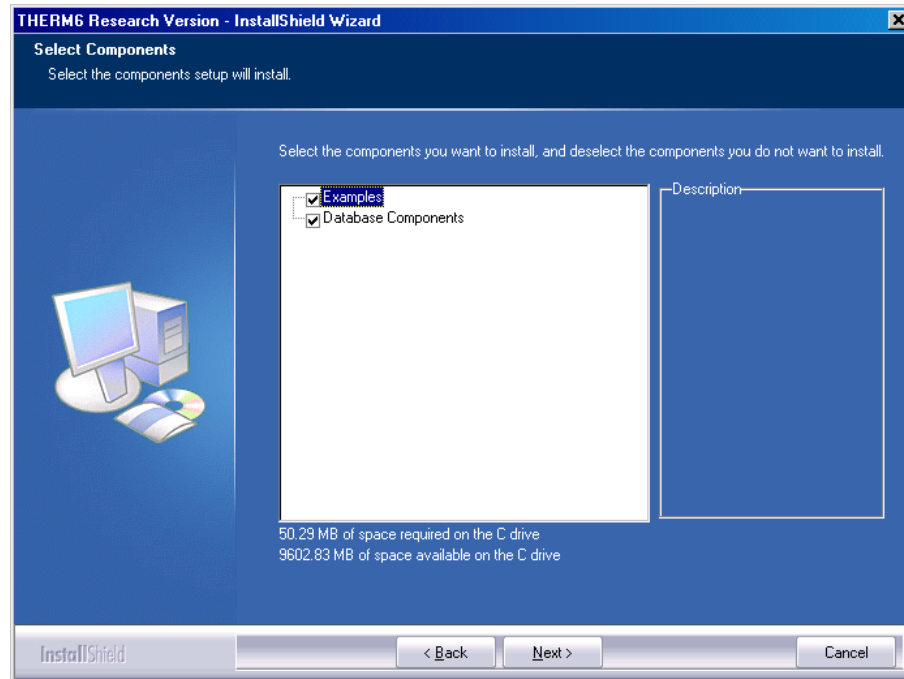 THERM6 Research Version - InstallShield Wizard
Select Components
Select the components setup will install.
Select the components you want to install, and deselect the components you do not want to install.
Examples
Database Components
Description
50.29 MB of space required on the C drive
9602.83 MB of space available on the C drive
InstallShield
< Back
Next >
Cancel